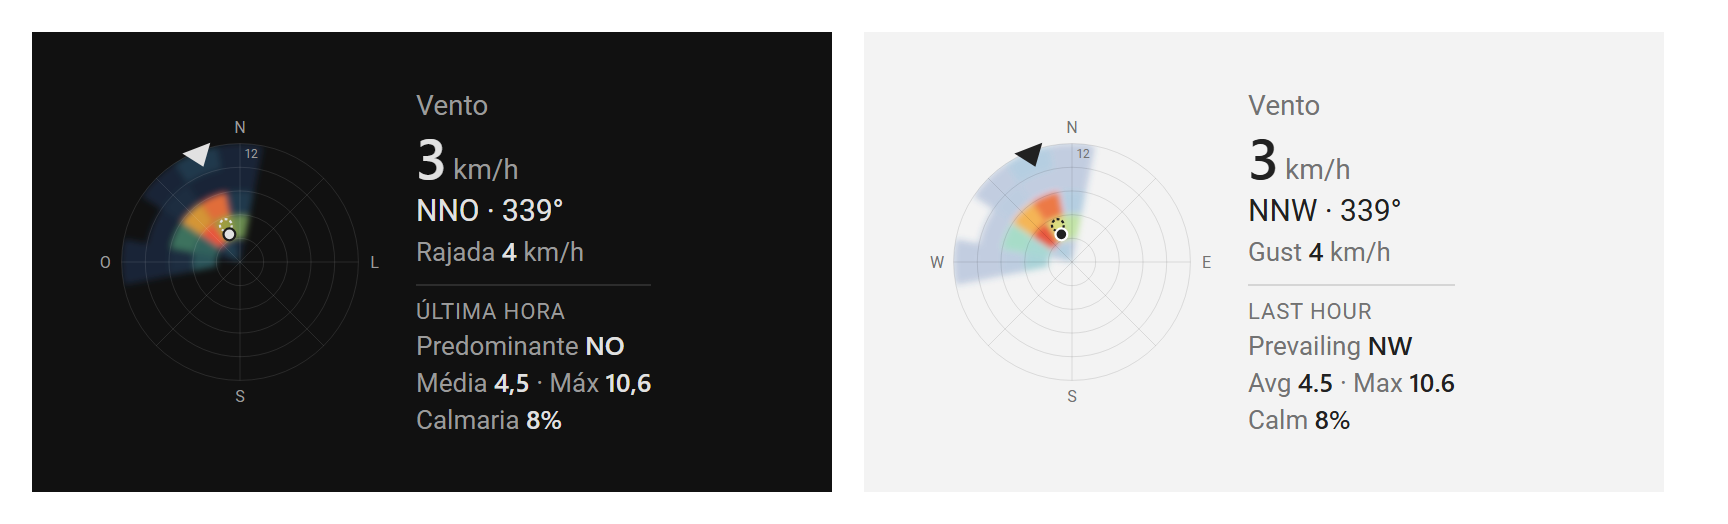 N
12
O
L
S
Vento
3 km/h
NNO · 339°
Rajada 4 km/h
ÚLTIMA HORA
Predominante NO
Média 4,5 · Máx 10,6
Calmaria 8%
N
12
W
E
S
Vento
3 km/h
NNW · 339°
Gust 4 km/h
LAST HOUR
Prevailing NW
Avg 4.5 · Max 10.6
Calm 8%